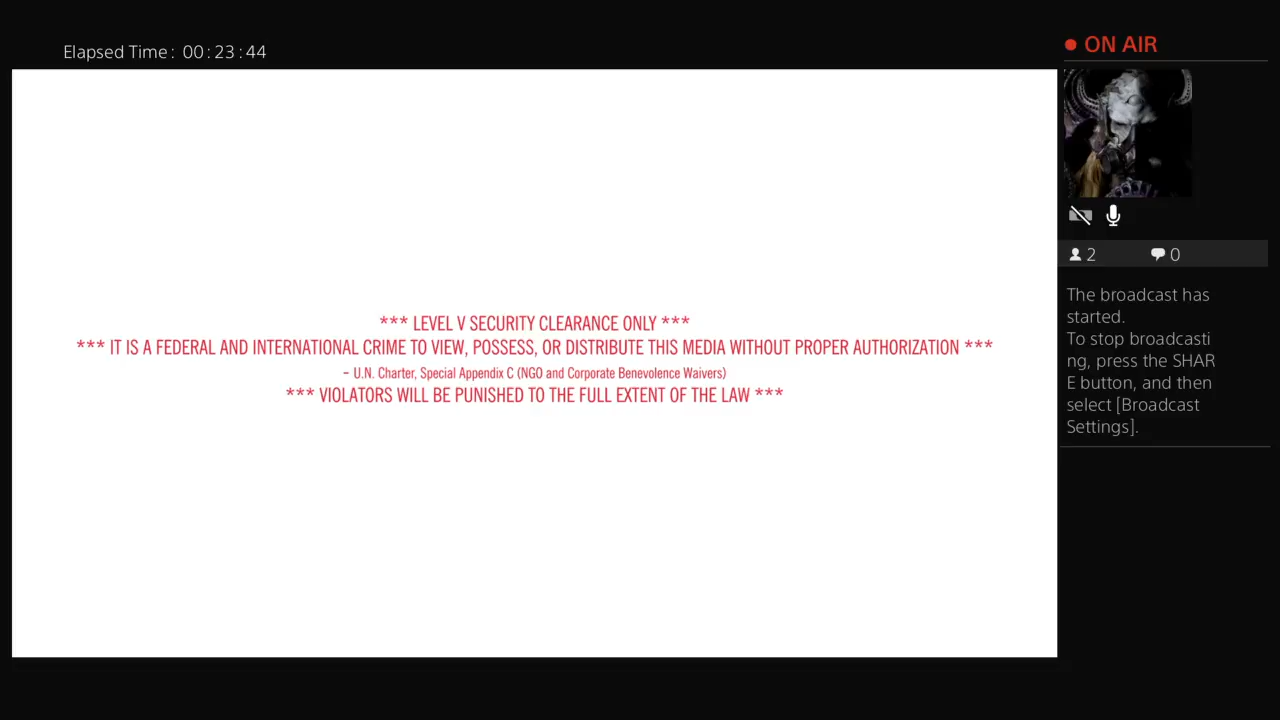 Elapsed Time: 00:23:44
ON AIR
*** LEVEL V SECURITY CLEARANCE ONLY ***
*** IT IS A FEDERAL AND INTERNATIONAL CRIME TO VIEW, POSSESS, OR DISTRIBUTE THIS MEDIA WITHOUT PROPER AUTHORIZATION ***
– U.N. Charter, Special Appendix C (NGO and Corporate Benevolence Waivers)
*** VIOLATORS WILL BE PUNISHED TO THE FULL EXTENT OF THE LAW ***
2 0
The broadcast has
started.
To stop broadcasti
ng, press the SHAR
E button, and then
select [Broadcast
Settings].